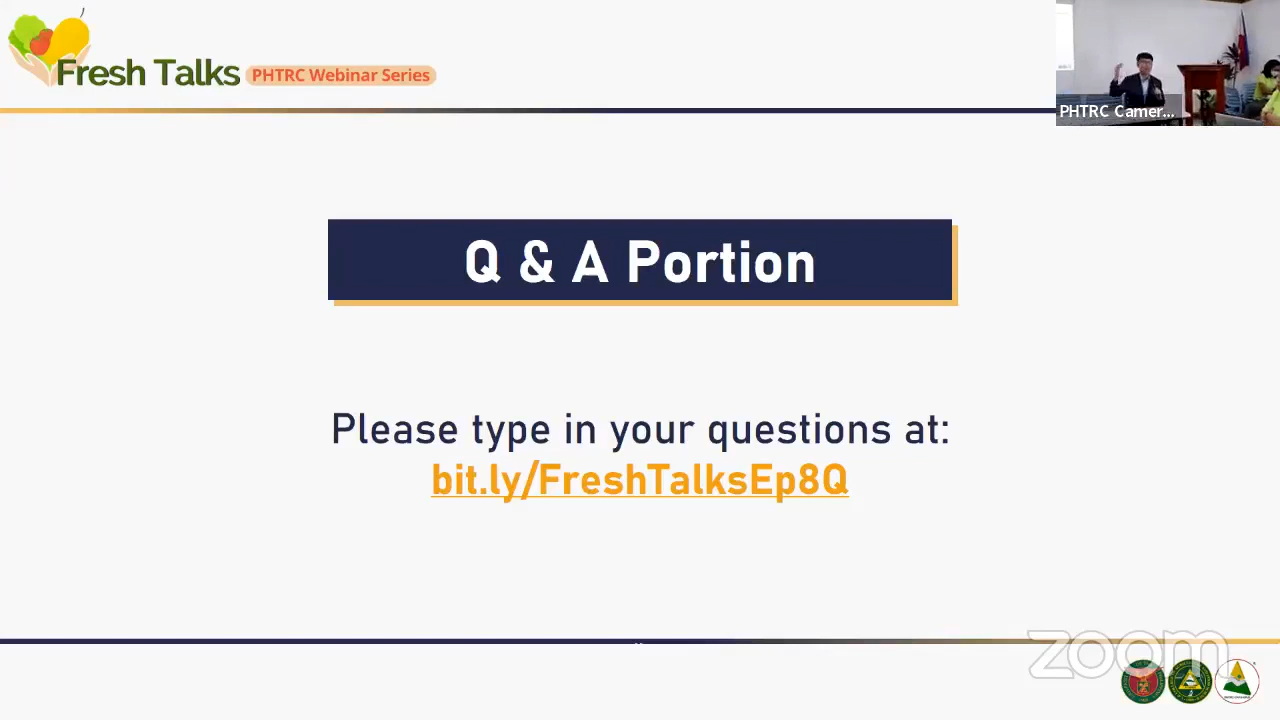 Fresh Talks PHTRC Webinar Series
PHTRC Camer...
Q & A Portion
Please type in your questions at:
bit.ly/FreshTalksEp8Q
zoom